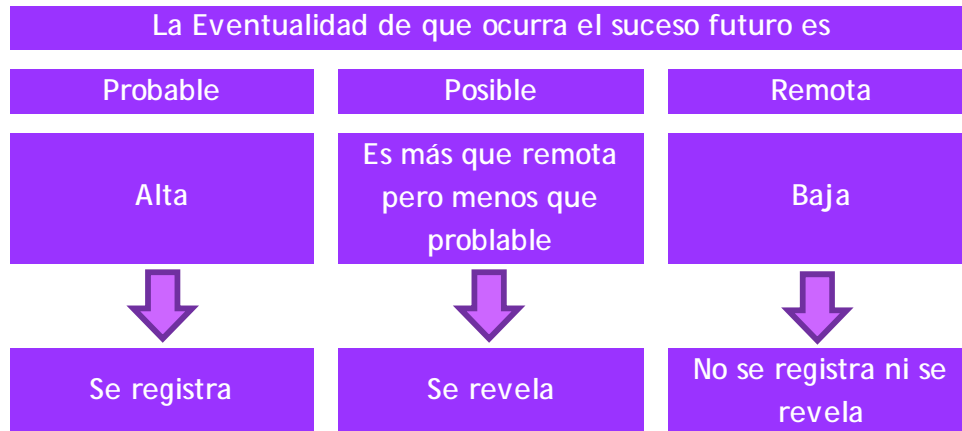 La Eventualidad de que ocurra el suceso futuro es
Probable
Posible
Remota
Alta
Es más que remota
pero menos que
problable
Baja
Se registra
Se revela
No se registra ni se
revela